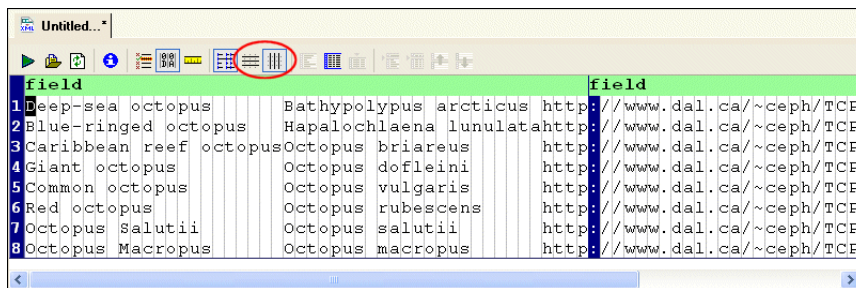 Untitled...*
field field
1 Deep-sea octopus Bathypolypus arcticus http://www.dal.ca/~ceph/TCP
2 Blue-ringed octopus Hapalochlaena lunulatahttp://www.dal.ca/~ceph/TCP
3 Caribbean reef octopusOctopus briareus http://www.dal.ca/~ceph/TCP
4 Giant octopus Octopus dofleini http://www.dal.ca/~ceph/TCP
5 Common octopus Octopus vulgaris http://www.dal.ca/~ceph/TCP
6 Red octopus Octopus rubescens http://www.dal.ca/~ceph/TCP
7 Octopus Salutii Octopus salutii http://www.dal.ca/~ceph/TCP
8 Octopus Macropus Octopus macropus http://www.dal.ca/~ceph/TCP